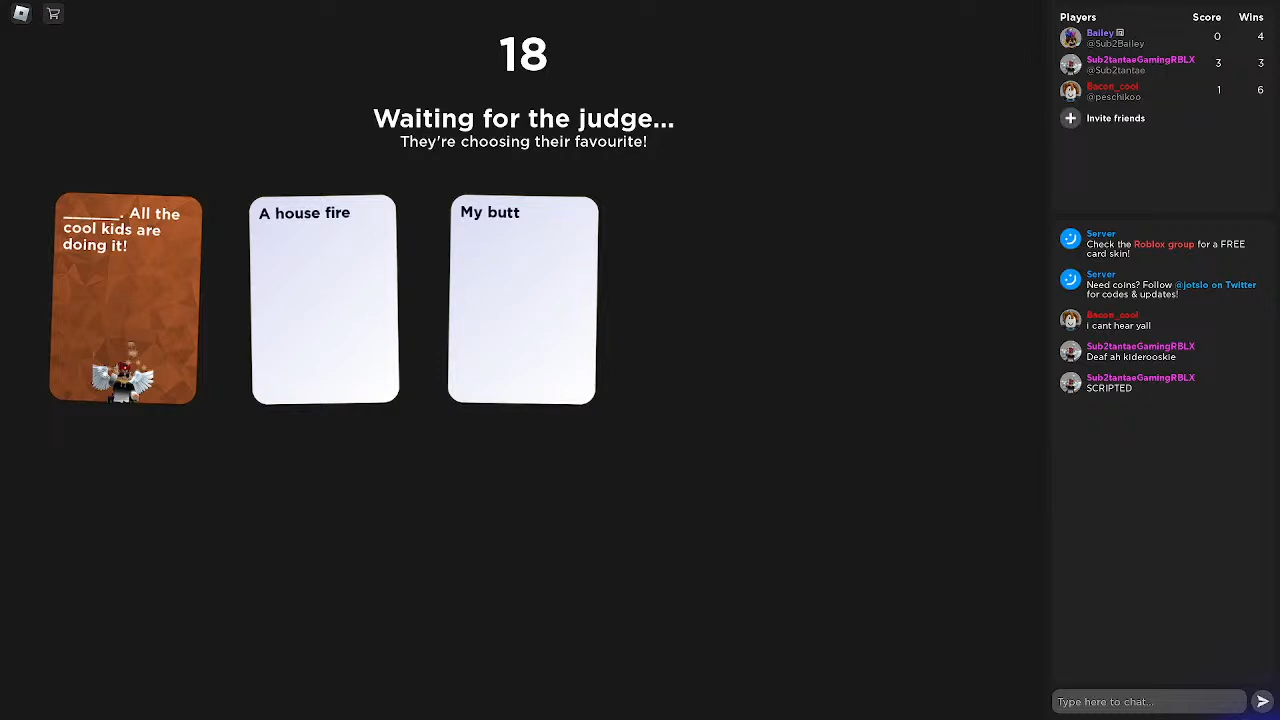 18
Waiting for the judge...
They're choosing their favourite!
______. All the
cool kids are
doing it!
A house fire
My butt
Players Score Wins
Bailey 0 4
@Sub2Bailey
Sub2tantaeGamingRBLX 3 3
@Sub2tantae
Bacon_cool 1 6
@peschikoo
Invite friends
Server
Check the Roblox group for a FREE
card skin!
Server
Need coins? Follow @jotslo on Twitter
for codes & updates!
Bacon_cool
i cant hear yall
Sub2tantaeGamingRBLX
Deaf ah kiderooskie
Sub2tantaeGamingRBLX
SCRIPTED
Type here to chat...